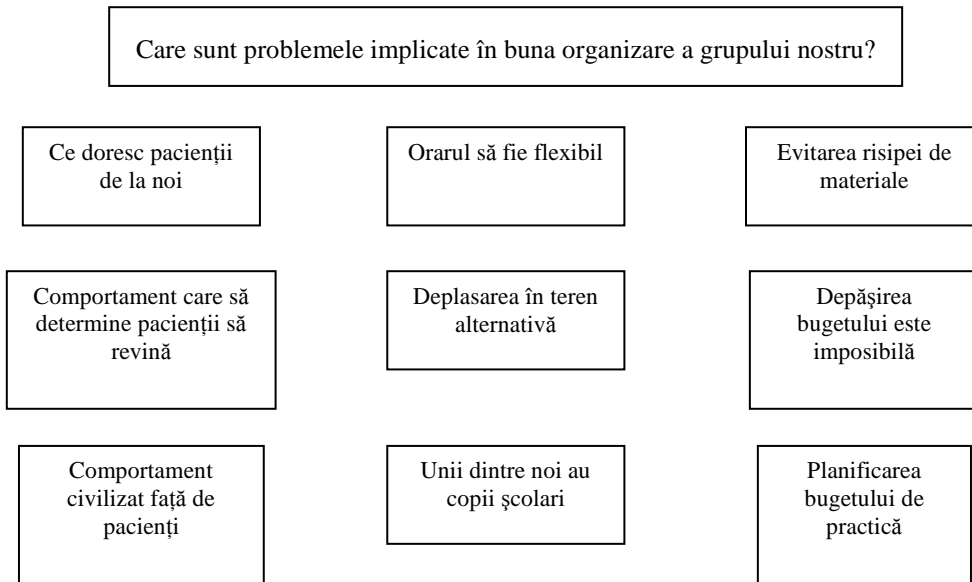 Care sunt problemele implicate în buna organizare a grupului nostru?
Ce doresc pacienții
de la noi
Orarul să fie flexibil
Evitarea risipei de
materiale
Comportament care să
determine pacienții să
revină
Deplasarea în teren
alternativă
Depăşirea
bugetului este
imposibilă
Comportament
civilizat față de
pacienți
Unii dintre noi au
copii şcolari
Planificarea
bugetului de
practică